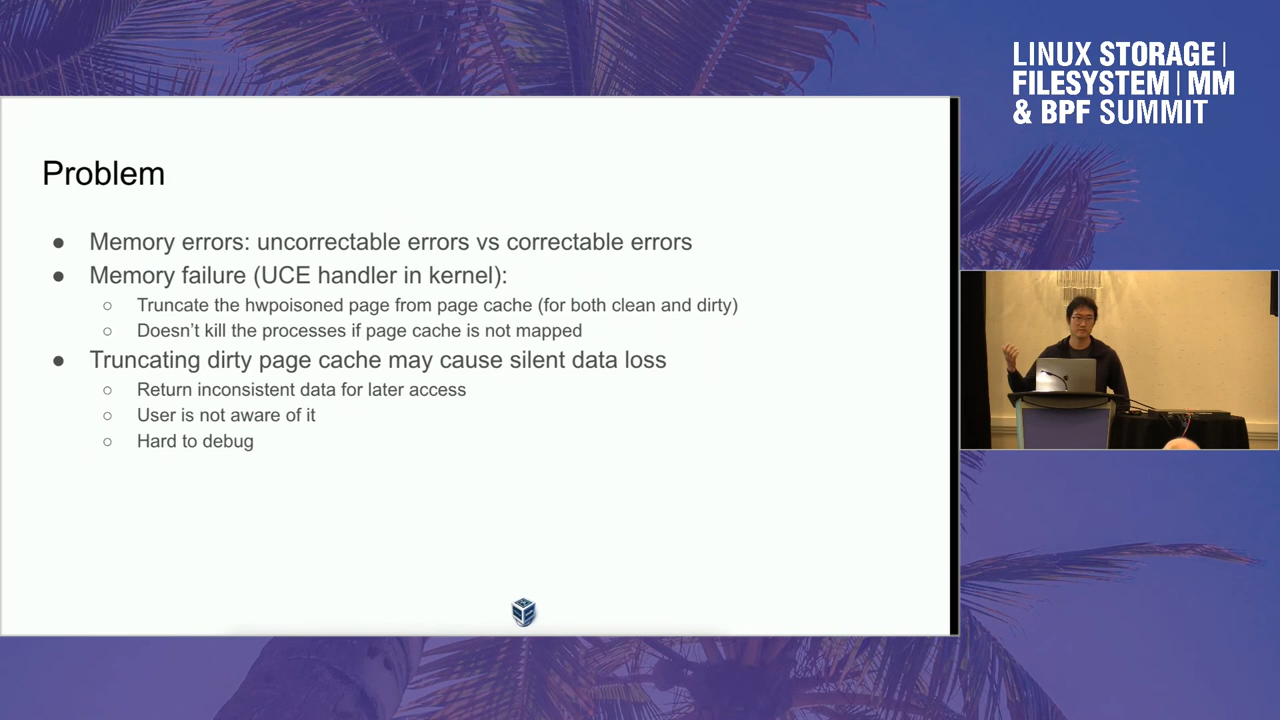 LINUX STORAGE |
FILESYSTEM | MM
& BPF SUMMIT
Problem
● Memory errors: uncorrectable errors vs correctable errors
● Memory failure (UCE handler in kernel):
○ Truncate the hwpoisoned page from page cache (for both clean and dirty)
○ Doesn’t kill the processes if page cache is not mapped
● Truncating dirty page cache may cause silent data loss
○ Return inconsistent data for later access
○ User is not aware of it
○ Hard to debug